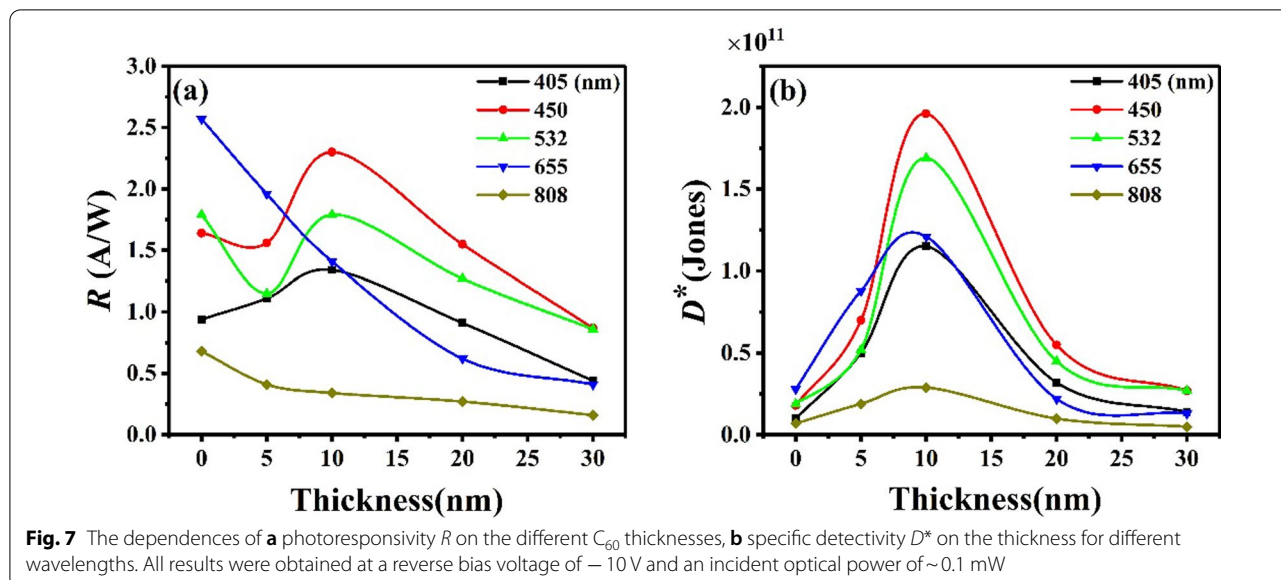 ×10¹¹
3.0
2.5
2.0
1.5
1.0
0.5
0.0
R (A/W)
(a)
405 (nm)
450
532
655
808
0 5 10 20 30
Thickness(nm)
2.0
1.5
1.0
0.5
0.0
D* (Jones)
(b)
405 (nm)
450
532
655
808
0 5 10 20 30
Thickness(nm)
Fig. 7 The dependences of a photoresponsivity R on the different C₆₀ thicknesses, b specific detectivity D* on the thickness for different
wavelengths. All results were obtained at a reverse bias voltage of − 10 V and an incident optical power of ~ 0.1 mW